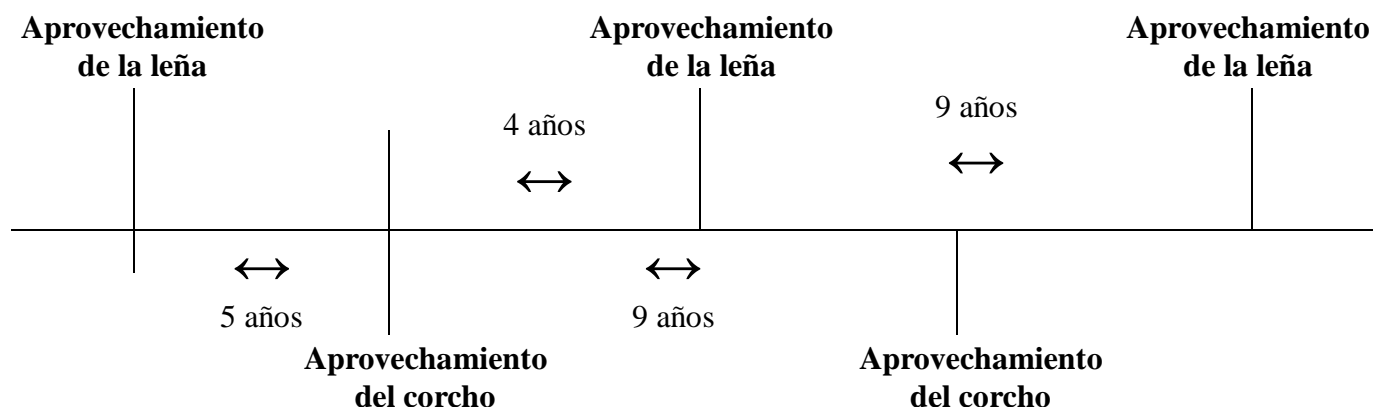 Aprovechamiento
de la leña
Aprovechamiento
de la leña
Aprovechamiento
de la leña
4 años
9 años
5 años
9 años
Aprovechamiento
del corcho
Aprovechamiento
del corcho